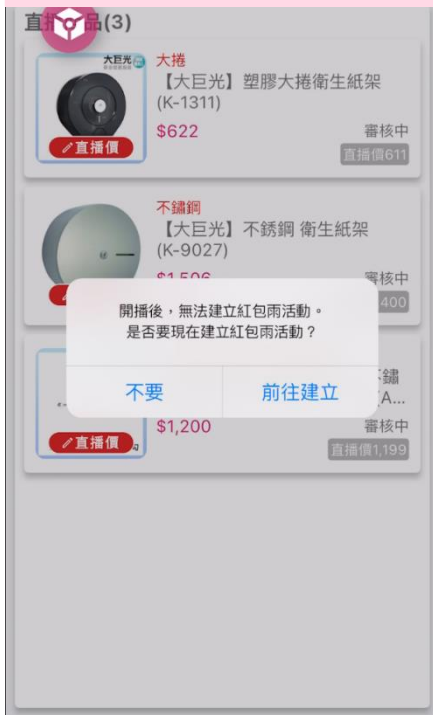 直播商品(3)
大巨光
大捲
【大巨光】塑膠大捲衛生紙架
(K-1311)
$622
審核中
直播價
直播價611
不鏽鋼
【大巨光】不銹鋼 衛生紙架
(K-9027)
$1,506
審核中
400
開播後，無法建立紅包雨活動。
是否要現在建立紅包雨活動？
不要
前往建立
不鏽
(A...
$1,200
審核中
直播價
直播價1,199